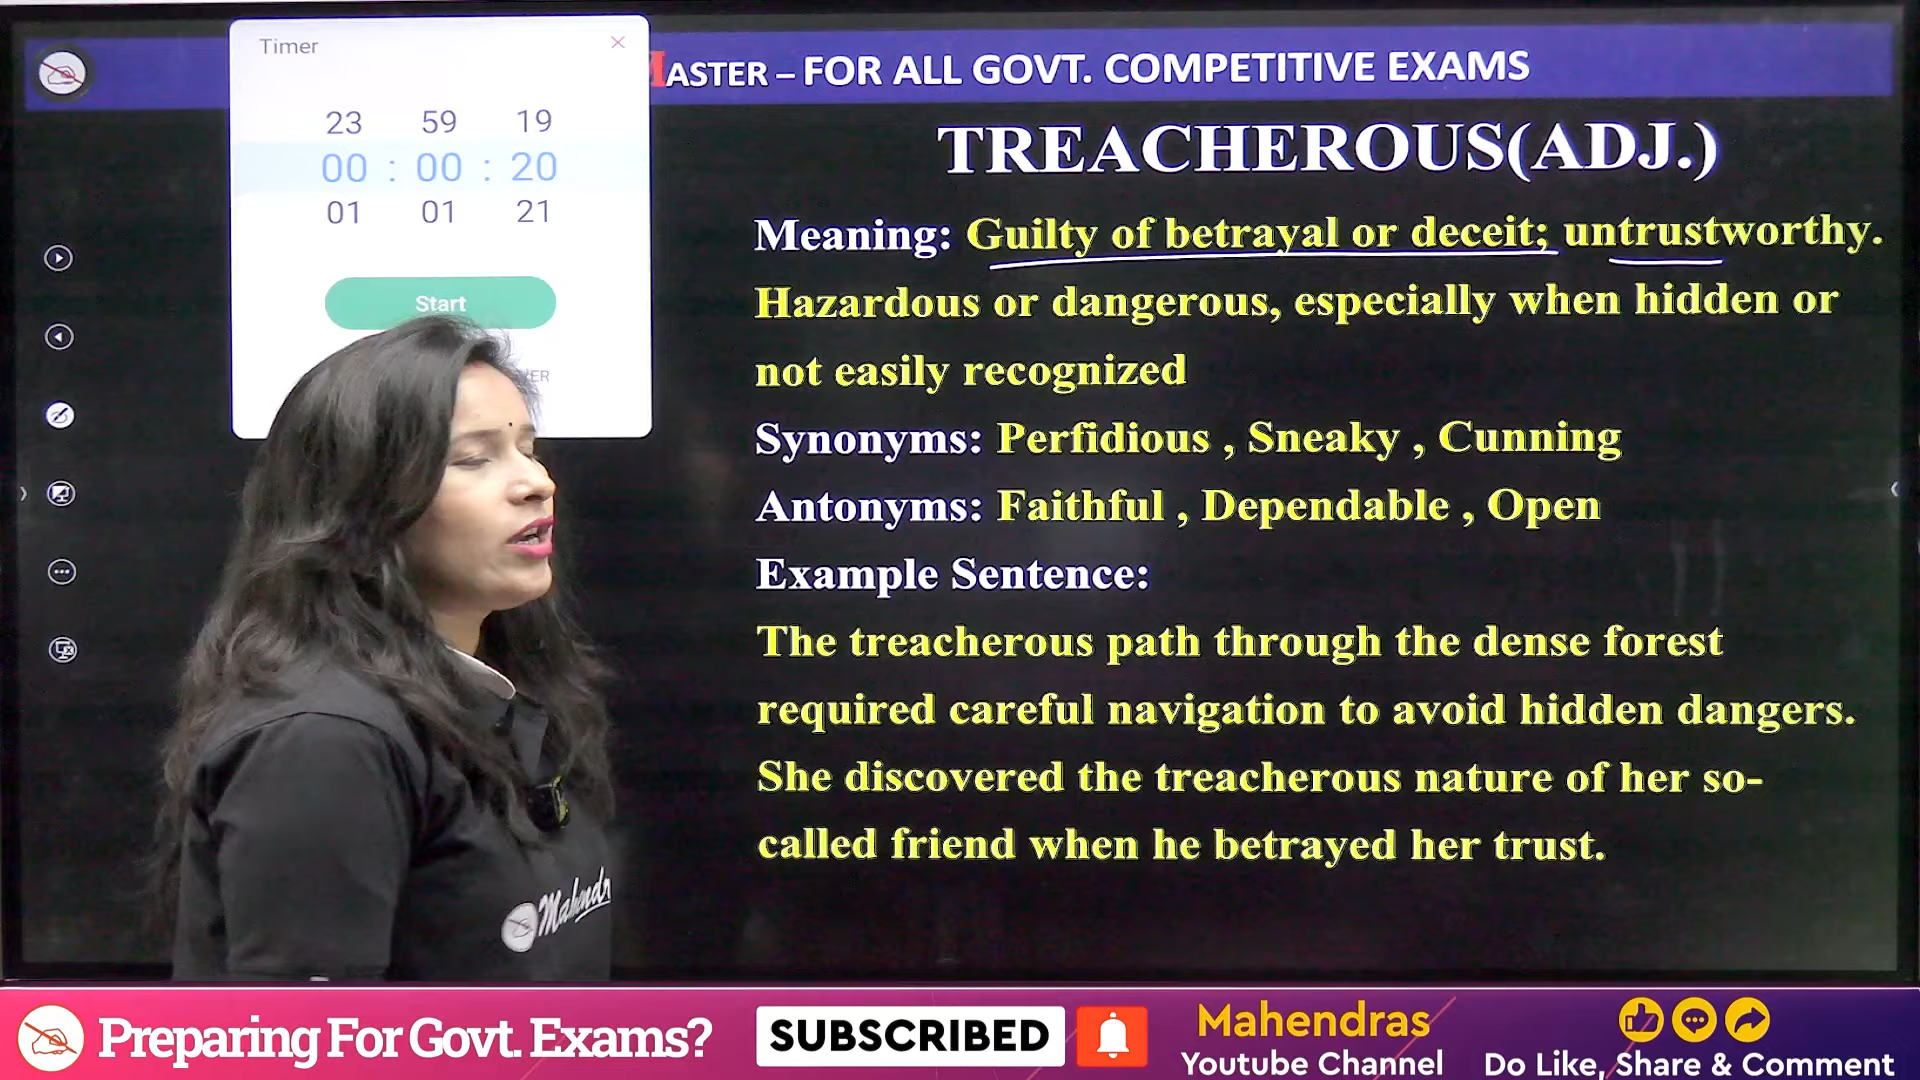 Timer
23 59 19
00 : 00 : 20
01 01 21
Start
MASTER – FOR ALL GOVT. COMPETITIVE EXAMS
TREACHEROUS(ADJ.)
Meaning: Guilty of betrayal or deceit; untrustworthy.
Hazardous or dangerous, especially when hidden or
not easily recognized
Synonyms: Perfidious , Sneaky , Cunning
Antonyms: Faithful , Dependable , Open
Example Sentence:
The treacherous path through the dense forest
required careful navigation to avoid hidden dangers.
She discovered the treacherous nature of her so-
called friend when he betrayed her trust.
Preparing For Govt. Exams?
SUBSCRIBED
Mahendras
Youtube Channel
Do Like, Share & Comment